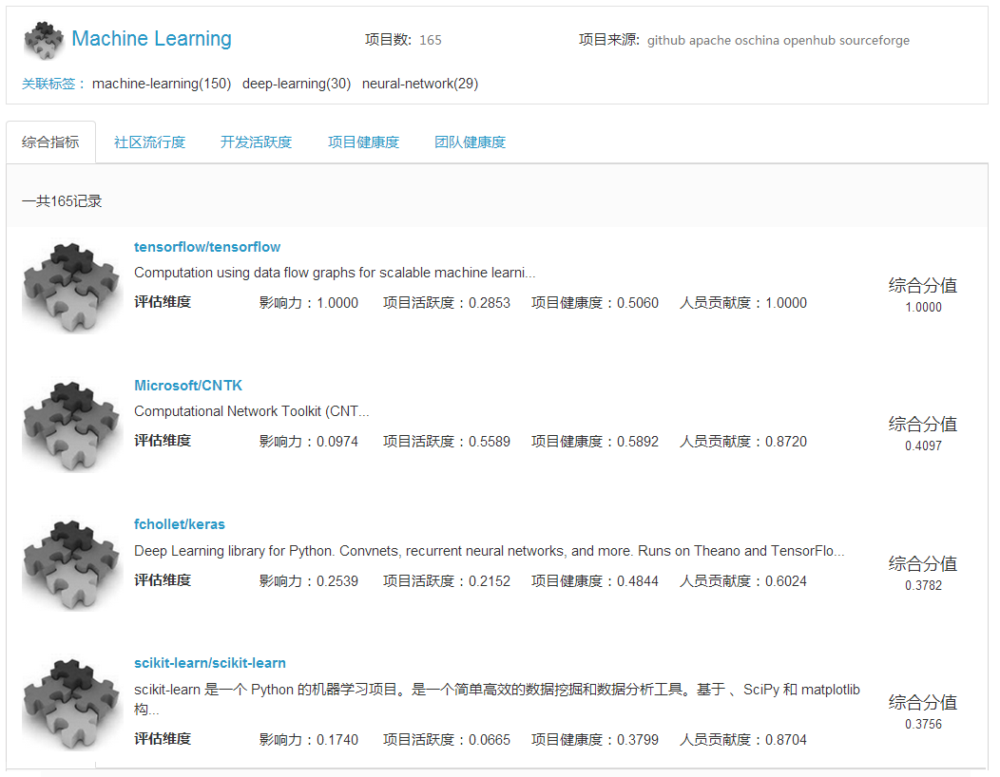 Machine Learning 项目数: 165 项目来源: github apache oschina openhub sourceforge
关联标签： machine-learning(150) deep-learning(30) neural-network(29)
综合指标 社区流行度 开发活跃度 项目健康度 团队健康度
一共165记录
tensorflow/tensorflow
Computation using data flow graphs for scalable machine learni...
评估维度 影响力：1.0000 项目活跃度：0.2853 项目健康度：0.5060 人员贡献度：1.0000
综合分值
1.0000
Microsoft/CNTK
Computational Network Toolkit (CNT...
评估维度 影响力：0.0974 项目活跃度：0.5589 项目健康度：0.5892 人员贡献度：0.8720
综合分值
0.4097
fchollet/keras
Deep Learning library for Python. Convnets, recurrent neural networks, and more. Runs on Theano and TensorFlo...
评估维度 影响力：0.2539 项目活跃度：0.2152 项目健康度：0.4844 人员贡献度：0.6024
综合分值
0.3782
scikit-learn/scikit-learn
scikit-learn 是一个 Python 的机器学习项目。是一个简单高效的数据挖掘和数据分析工具。基于 、SciPy 和 matplotlib
构...
评估维度 影响力：0.1740 项目活跃度：0.0665 项目健康度：0.3799 人员贡献度：0.8704
综合分值
0.3756